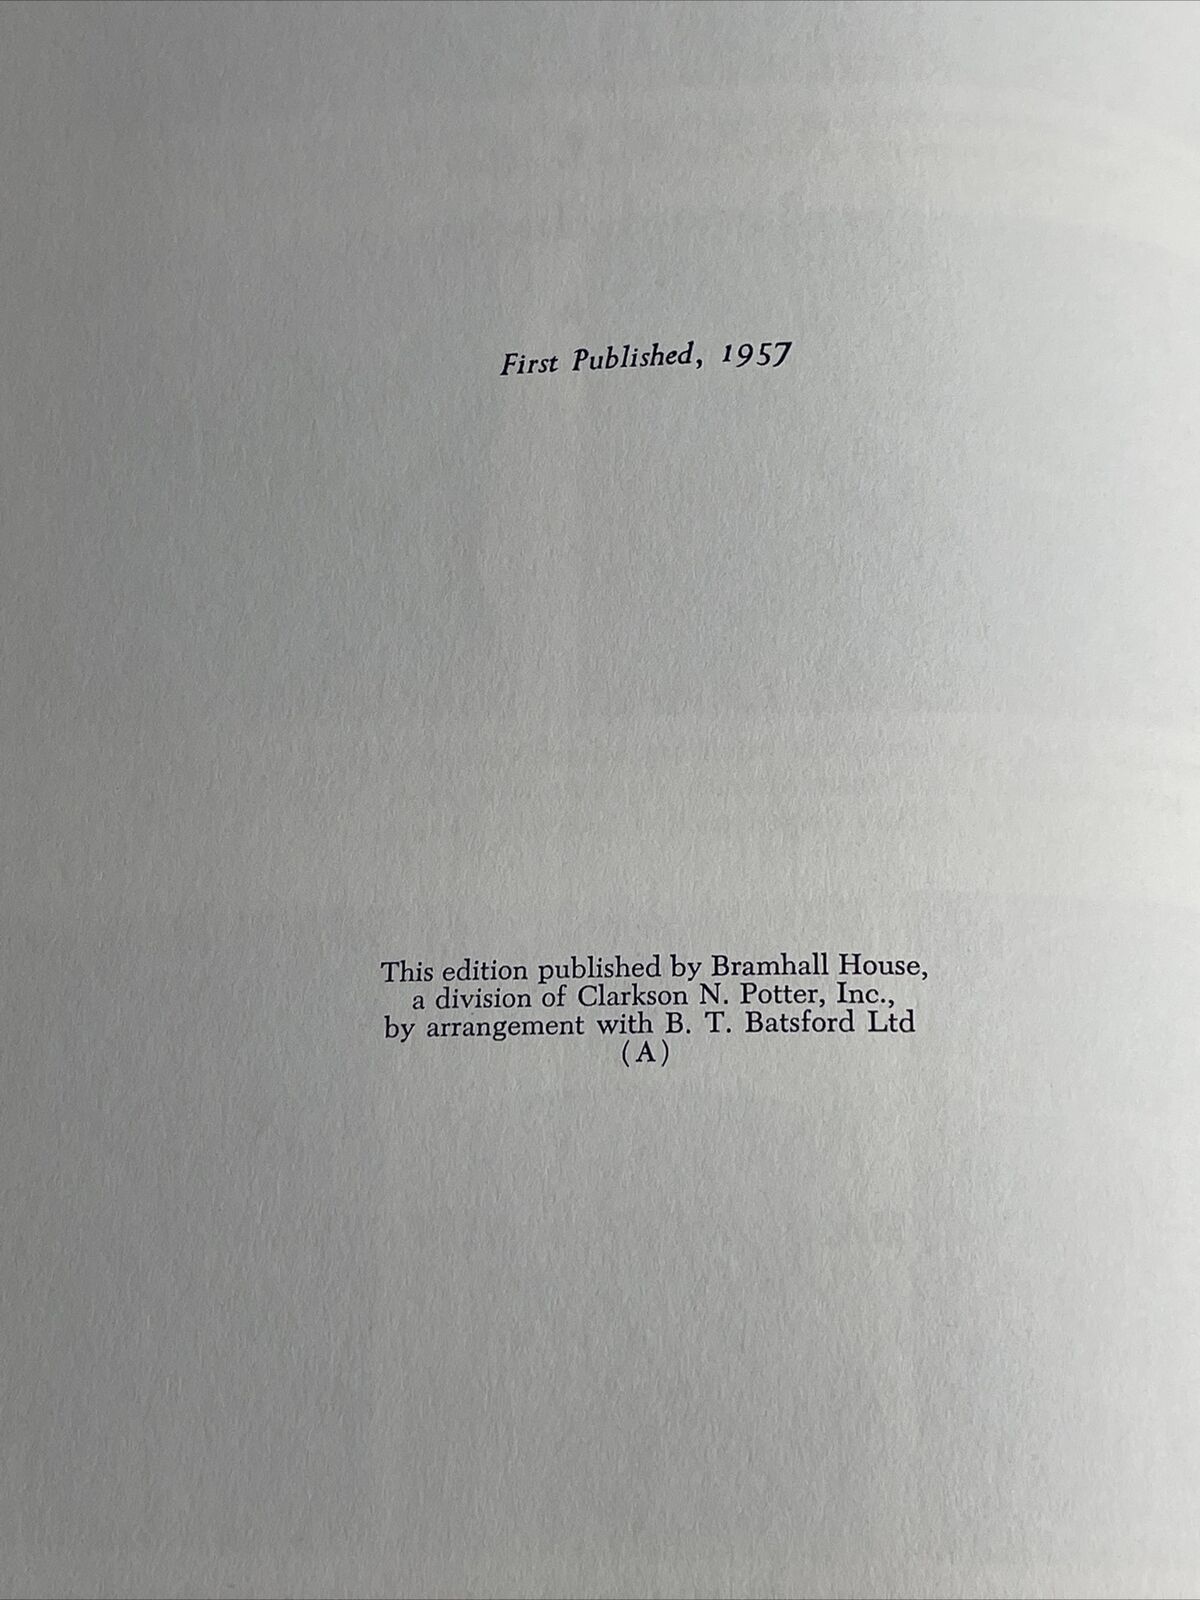 First Published, 1957
This edition published by Bramhall House,
a division of Clarkson N. Potter, Inc.,
by arrangement with B. T. Batsford Ltd
(A)